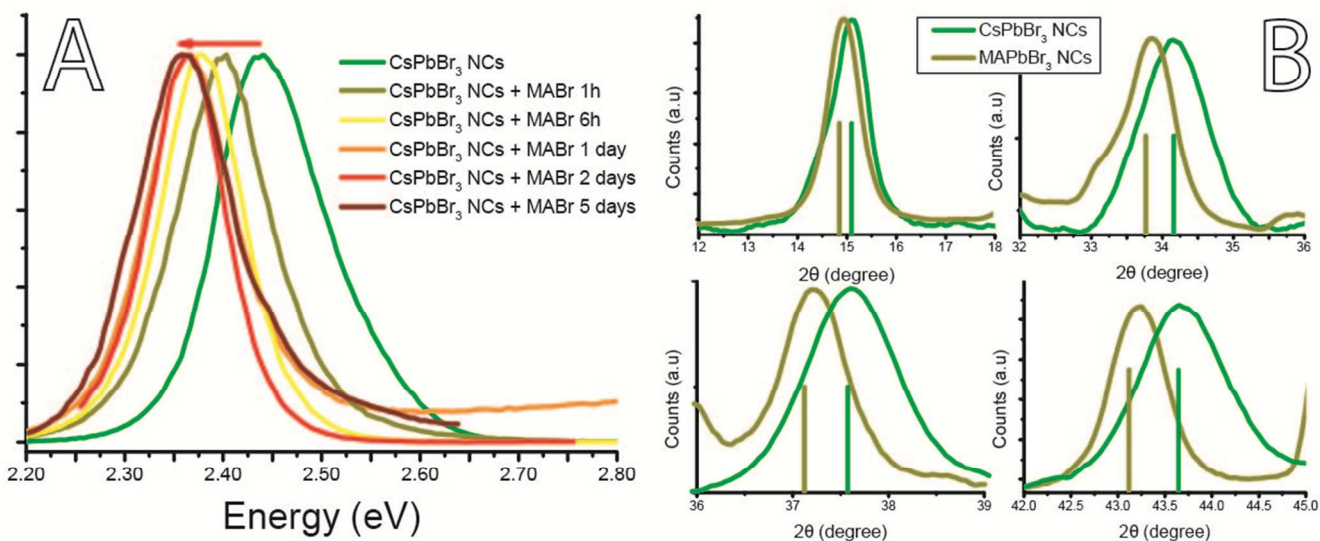 A
CsPbBr₃ NCs
CsPbBr₃ NCs + MABr 1h
CsPbBr₃ NCs + MABr 6h
CsPbBr₃ NCs + MABr 1 day
CsPbBr₃ NCs + MABr 2 days
CsPbBr₃ NCs + MABr 5 days
2.20 2.30 2.40 2.50 2.60 2.70 2.80
Energy (eV)
B
CsPbBr₃ NCs
MAPbBr₃ NCs
Counts (a.u)
12 13 14 15 16 17 18
2θ (degree)
Counts (a.u)
32 33 34 35 36
2θ (degree)
Counts (a.u)
36 37 38 39
2θ (degree)
Counts (a.u)
42.0 42.5 43.0 43.5 44.0 44.5 45.0
2θ (degree)